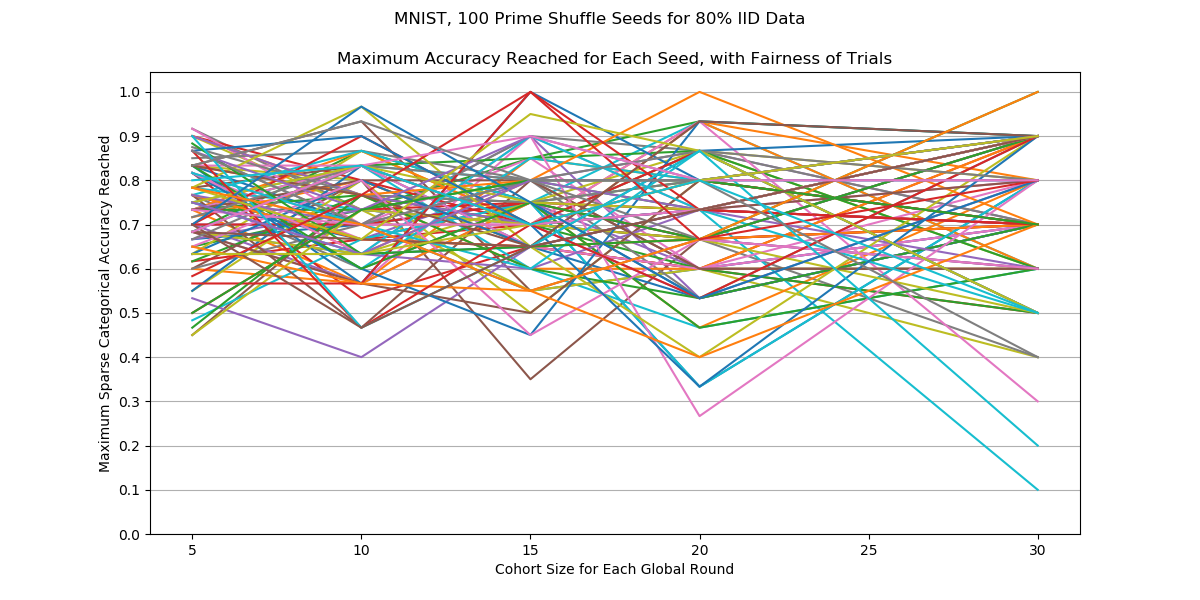 MNIST, 100 Prime Shuffle Seeds for 80% IID Data
Maximum Accuracy Reached for Each Seed, with Fairness of Trials
Maximum Sparse Categorical Accuracy Reached
1.0
0.9
0.8
0.7
0.6
0.5
0.4
0.3
0.2
0.1
0.0
5 10 15 20 25 30
Cohort Size for Each Global Round